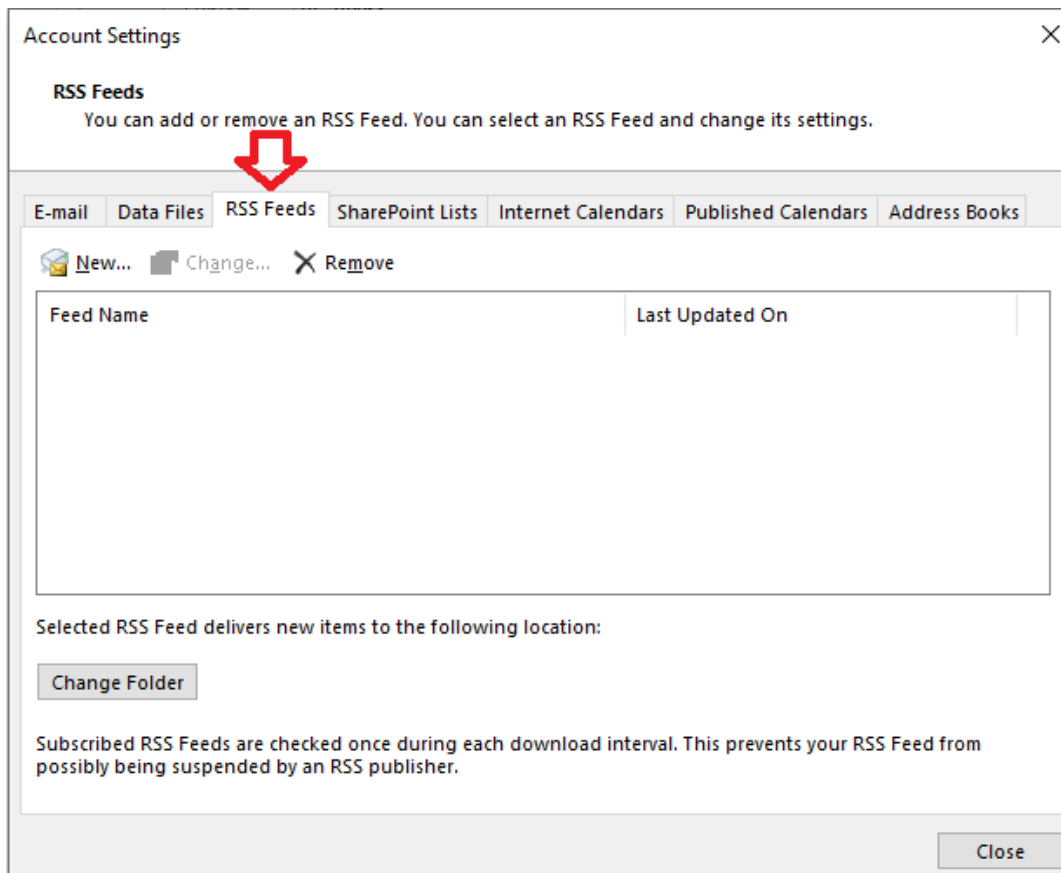 Account Settings
RSS Feeds
You can add or remove an RSS Feed. You can select an RSS Feed and change its settings.
E-mail Data Files RSS Feeds SharePoint Lists Internet Calendars Published Calendars Address Books
New... Change... Remove
Feed Name Last Updated On
Selected RSS Feed delivers new items to the following location:
Change Folder
Subscribed RSS Feeds are checked once during each download interval. This prevents your RSS Feed from
possibly being suspended by an RSS publisher.
Close